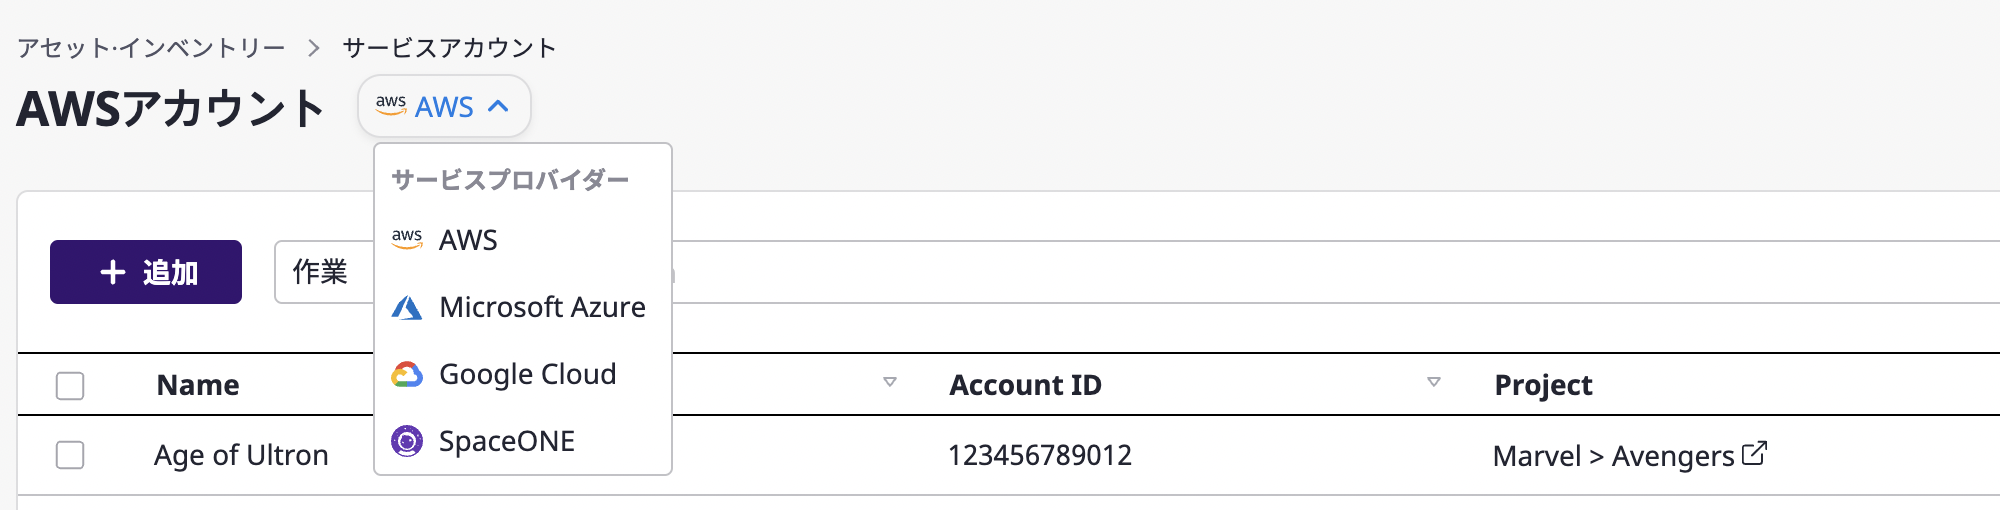 アセット·インベントリー > サービスアカウント
AWSアカウント
aws AWS
サービスプロバイダー
aws AWS
Microsoft Azure
Google Cloud
SpaceONE
+ 追加
作業
Name
Account ID
Project
Age of Ultron
123456789012
Marvel > Avengers